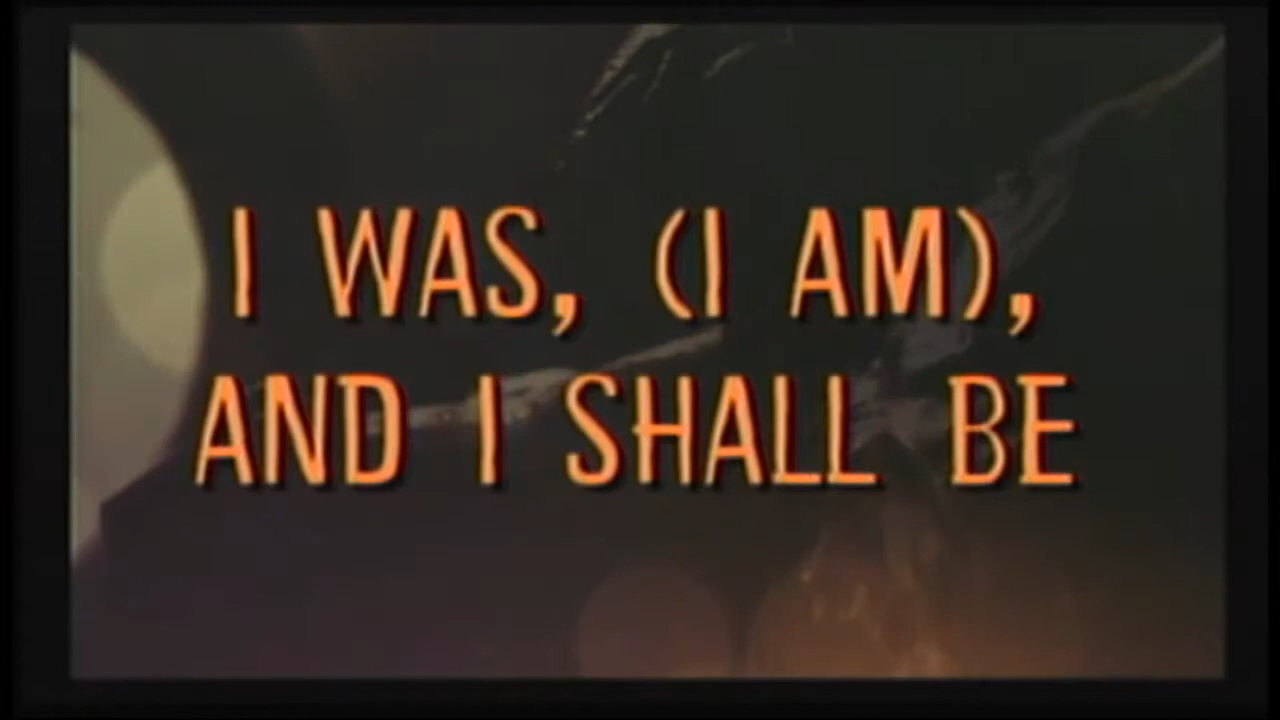 I WAS, (I AM),
AND I SHALL BE